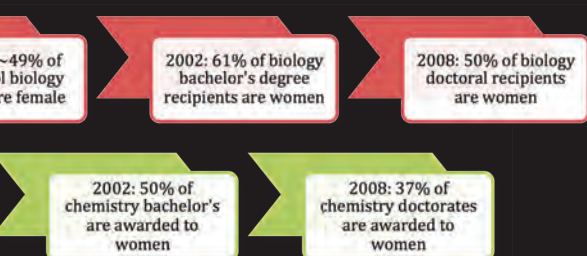 ~49% of
biology
female
2002: 61% of biology
bachelor's degree
recipients are women
2008: 50% of biology
doctoral recipients
are women
2002: 50% of
chemistry bachelor's
are awarded to
women
2008: 37% of
chemistry doctorates
are awarded to
women